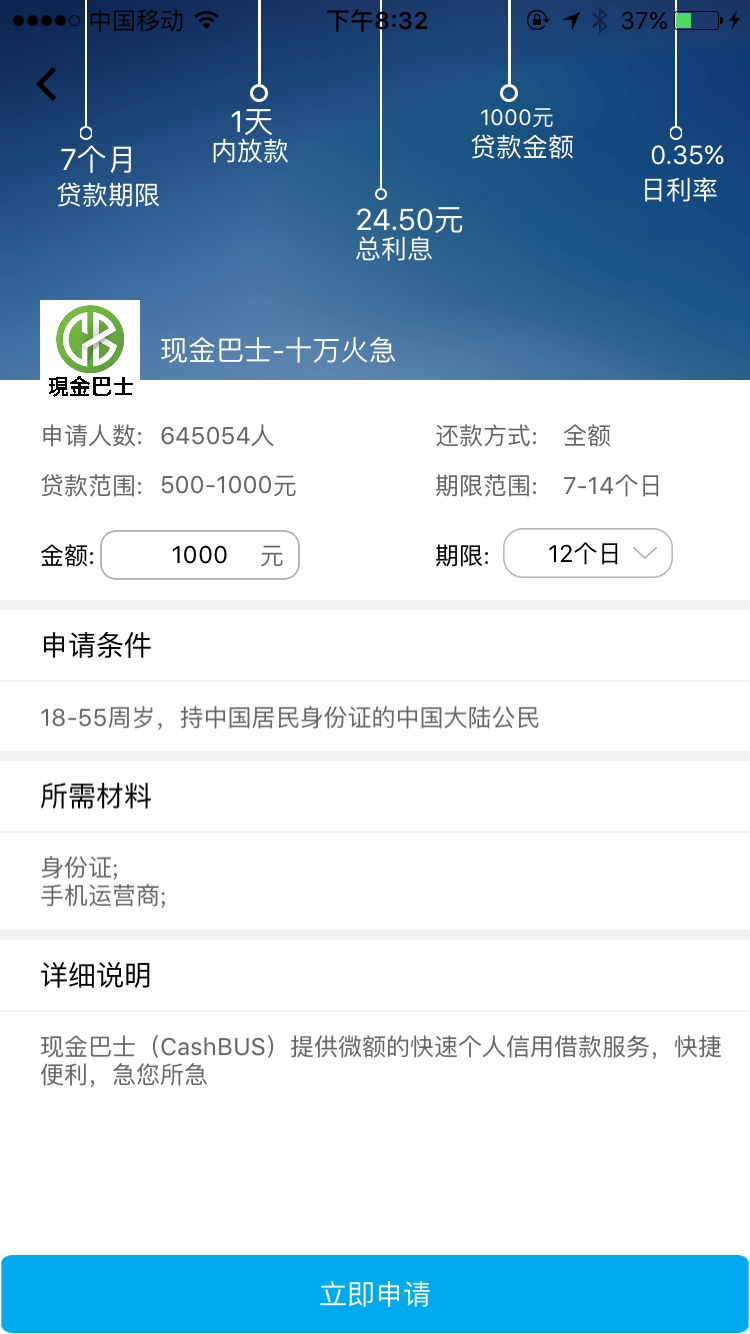 中国移动 下午8:32 37%
7个月
贷款期限
1天
内放款
24.50元
总利息
1000元
贷款金额
0.35%
日利率
現金巴士
现金巴士-十万火急
申请人数: 645054人 还款方式: 全额
贷款范围: 500-1000元 期限范围: 7-14个日
金额: 1000 元 期限: 12个日
申请条件
18-55周岁，持中国居民身份证的中国大陆公民
所需材料
身份证;
手机运营商;
详细说明
现金巴士（CashBUS）提供微额的快速个人信用借款服务，快捷
便利，急您所急
立即申请